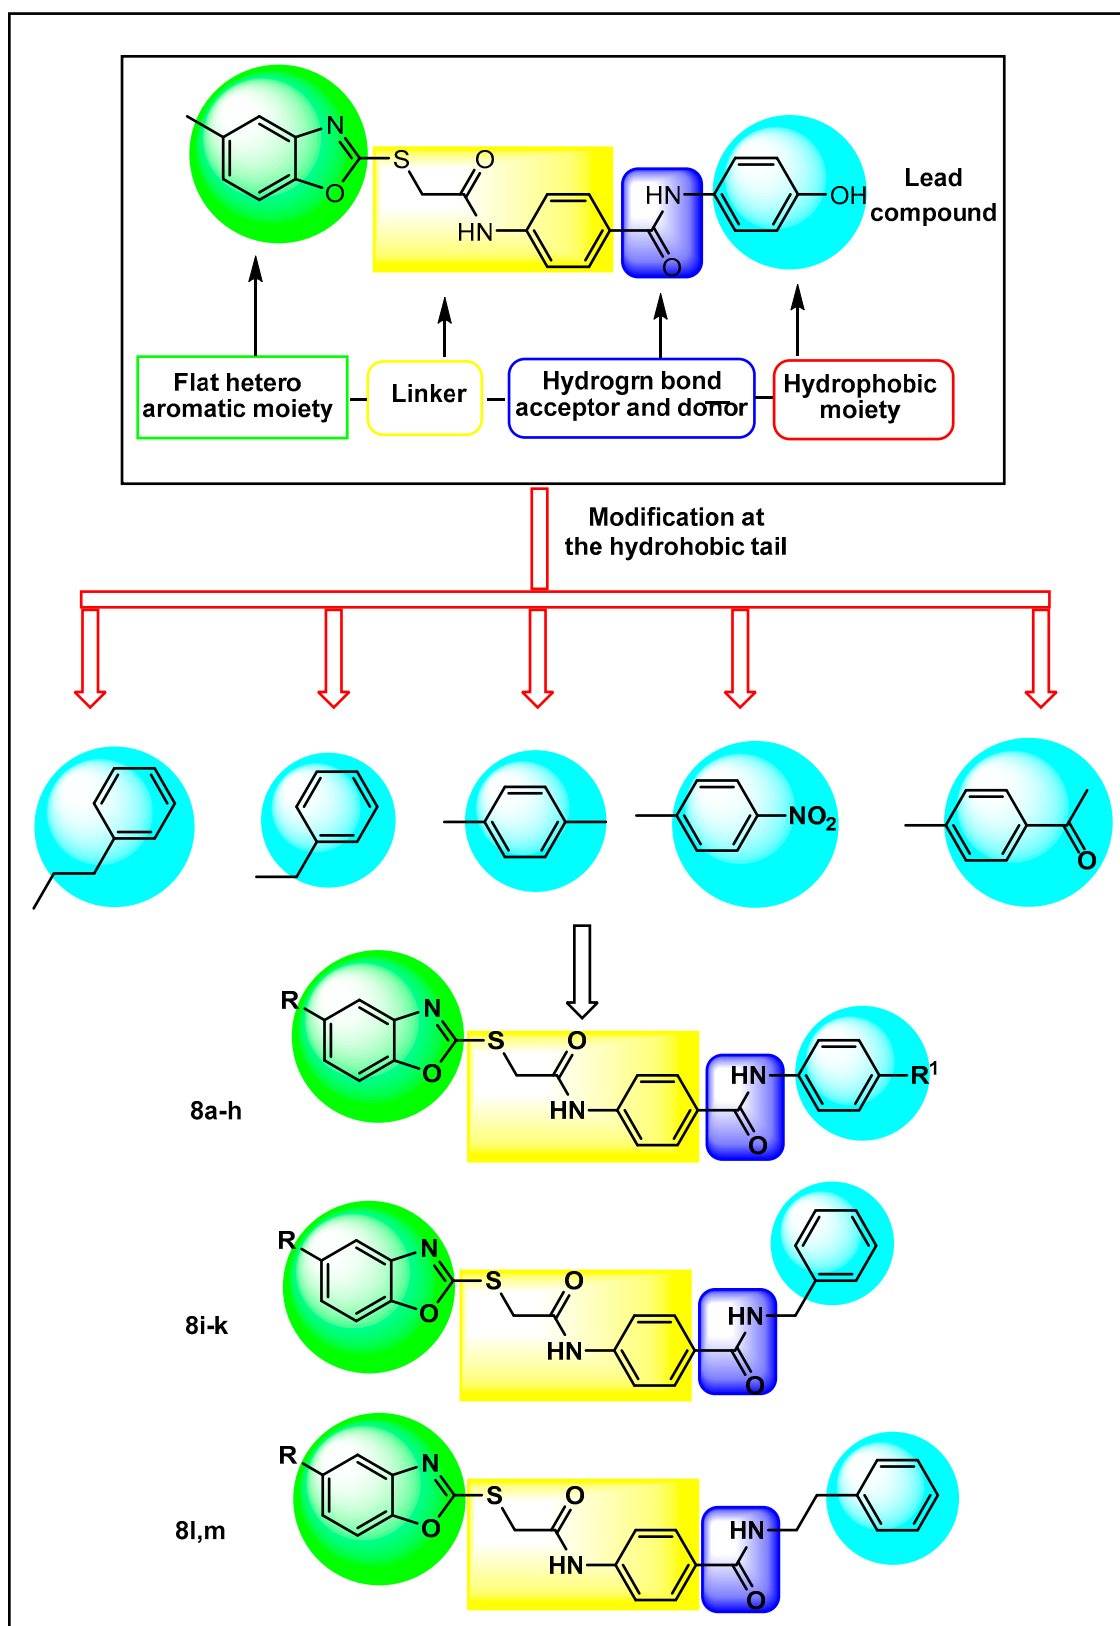 N
S
O
O
HN
HN
O
OH
Lead
compound
Flat hetero
aromatic moiety
Linker
Hydrogrn bond
acceptor and donor
Hydrophobic
moiety
Modification at
the hydrohobic tail
NO2
O
R
N
S
O
O
HN
HN
O
R1
8a-h
R
N
S
O
O
HN
HN
O
8i-k
R
N
S
O
O
HN
HN
O
8l,m